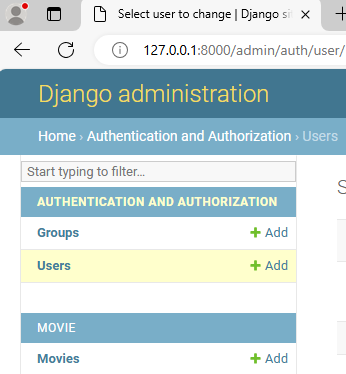 Select user to change | Django si
127.0.0.1:8000/admin/auth/user/
Django administration
Home › Authentication and Authorization › Users
Start typing to filter...
AUTHENTICATION AND AUTHORIZATION
Groups + Add
Users + Add
MOVIE
Movies + Add
S